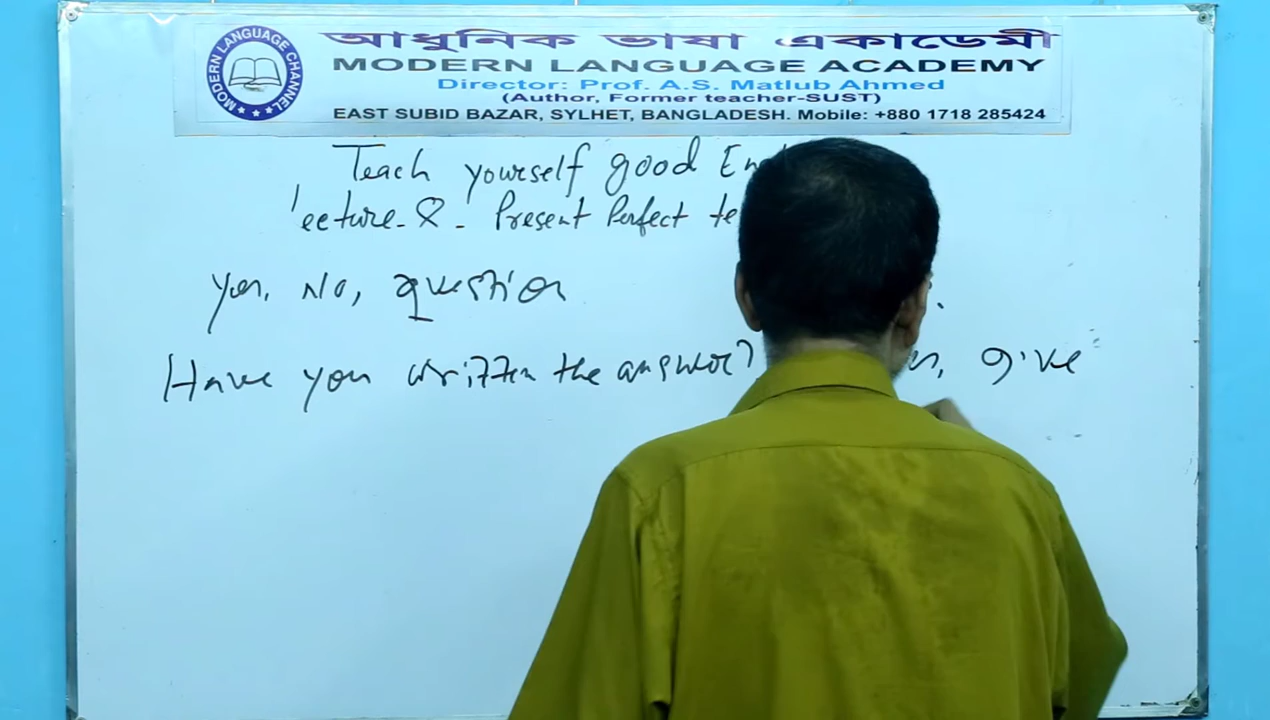 MODERN LANGUAGE CHANNEL
আধুনিক ভাষা একাডেমী
MODERN LANGUAGE ACADEMY
Director: Prof. A.S. Matlub Ahmed
(Author, Former teacher-SUST)
EAST SUBID BAZAR, SYLHET, BANGLADESH. Mobile: +880 1718 285424
Teach yourself good En
Lecture-8 - Present Perfect te
Yes, No, question
Have you written the answer? give